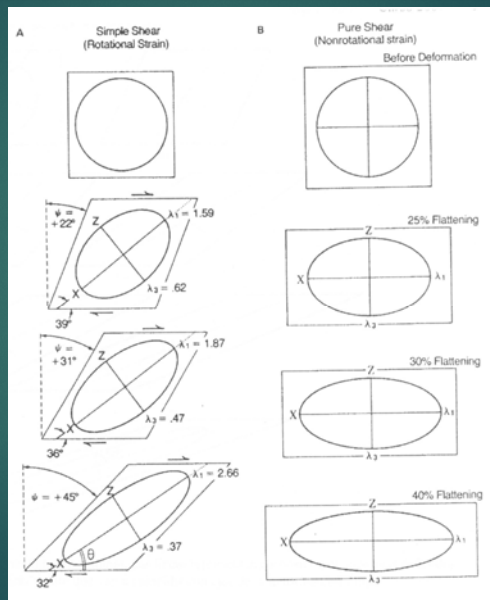 A
Simple Shear
(Rotational Strain)
ψ =
+22°
Z
λ₁ = 1.59
X
λ₃ = .62
39°
ψ =
+31°
Z
λ₁ = 1.87
X
λ₃ = .47
36°
ψ = +45°
Z
λ₁ = 2.66
X
θ
λ₃ = .37
32°
B
Pure Shear
(Nonrotational strain)
Before Deformation
25% Flattening
Z
X
λ₁
λ₃
30% Flattening
Z
X
λ₁
λ₃
40% Flattening
Z
X
λ₁
λ₃